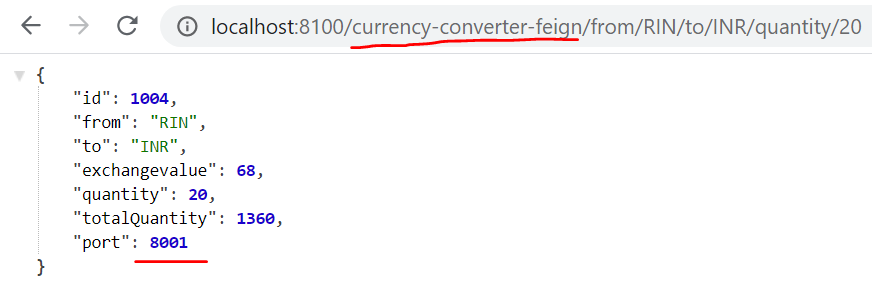 localhost:8100/currency-converter-feign/from/RIN/to/INR/quantity/20
{
"id": 1004,
"from": "RIN",
"to": "INR",
"exchangevalue": 68,
"quantity": 20,
"totalQuantity": 1360,
"port": 8001
}